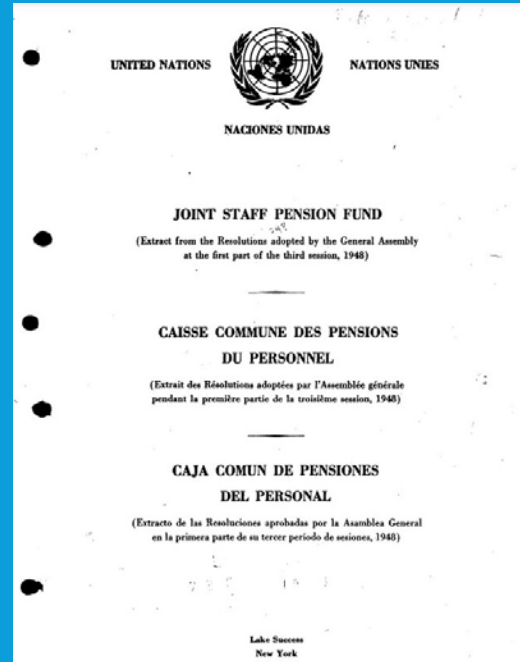 UNITED NATIONS
NATIONS UNIES
NACIONES UNIDAS
JOINT STAFF PENSION FUND
(Extract from the Resolutions adopted by the General Assembly
at the first part of the third session, 1948)
CAISSE COMMUNE DES PENSIONS
DU PERSONNEL
(Extrait des Résolutions adoptées par l'Assemblée générale
pendant la première partie de la troisième session, 1948)
CAJA COMUN DE PENSIONES
DEL PERSONAL
(Extracto de las Resoluciones aprobadas por la Asamblea General
en la primera parte de su tercer período de sesiones, 1948)
Lake Success
New York